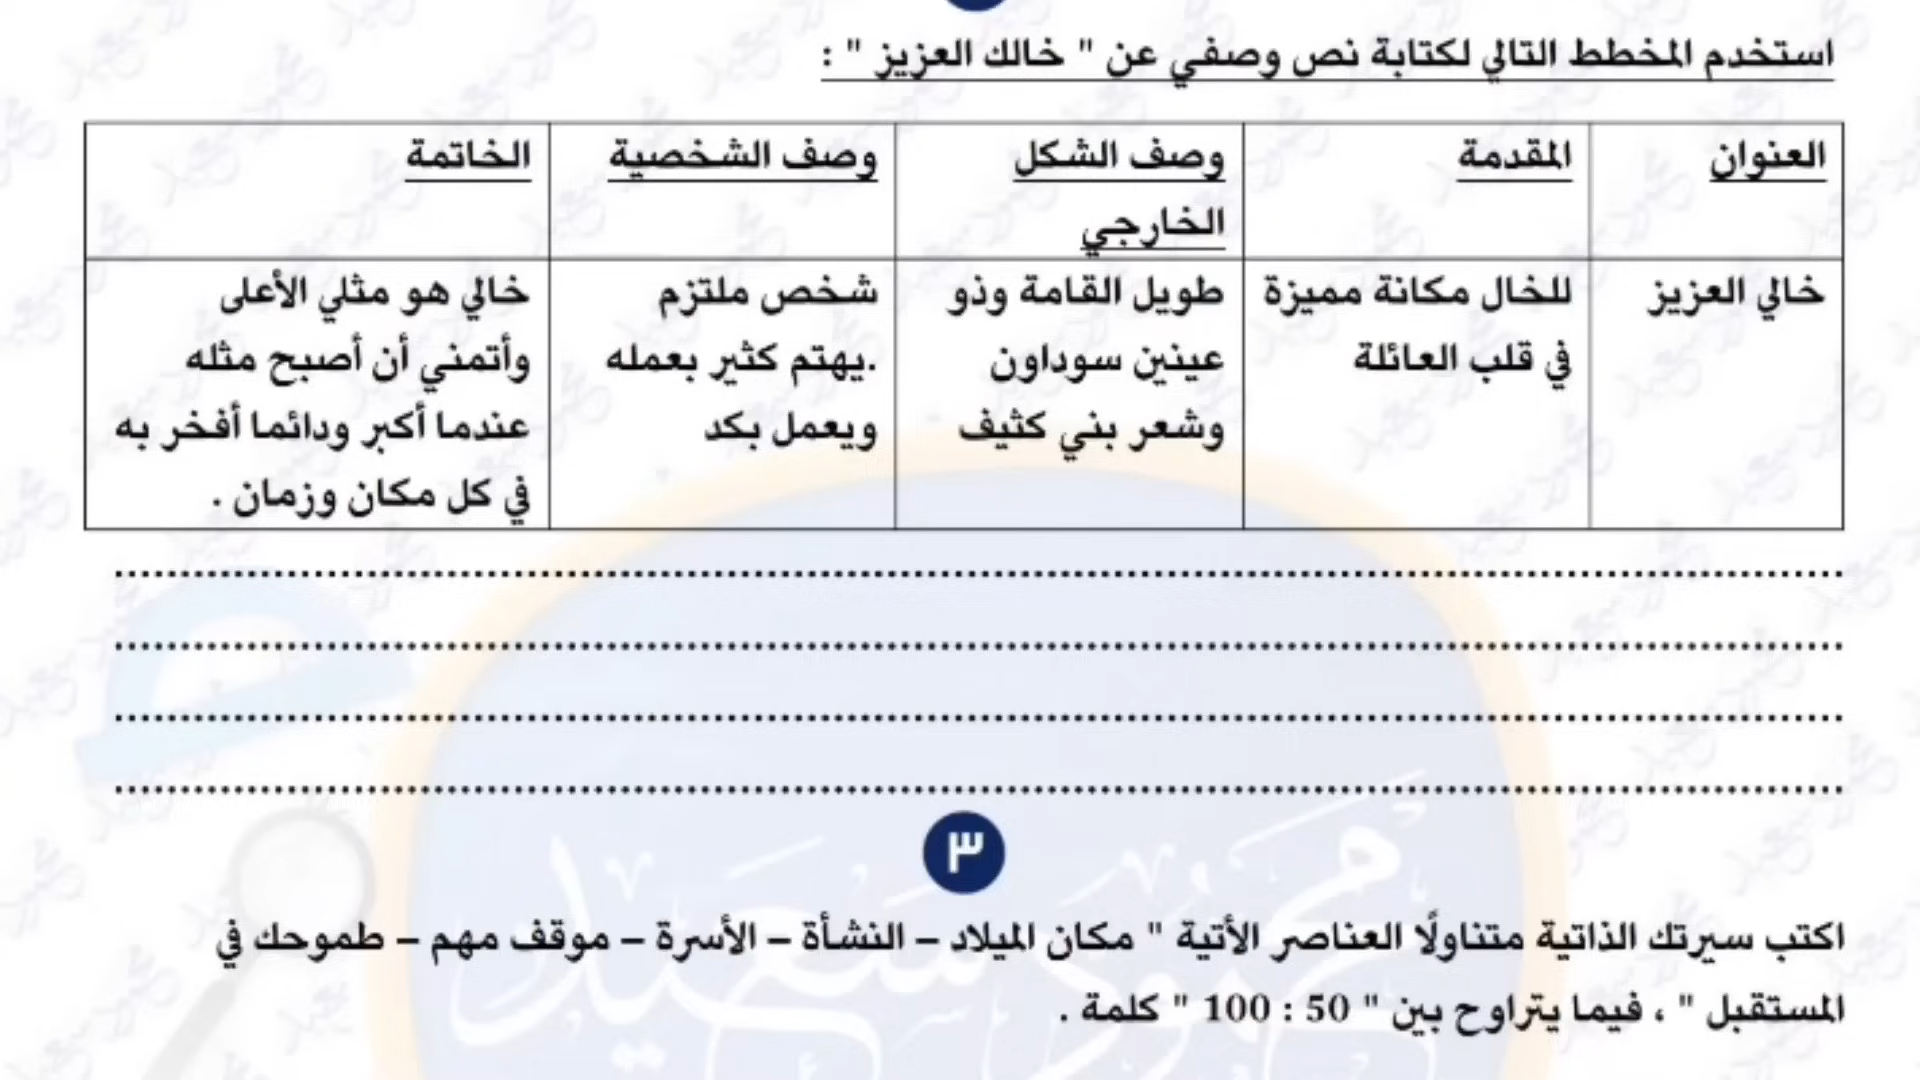 استخدم المخطط التالي لكتابة نص وصفي عن " خالك العزيز " :
العنوان
المقدمة
وصف الشكل
الخارجي
وصف الشخصية
الخاتمة
خالي العزيز
للخال مكانة مميزة
في قلب العائلة
طويل القامة وذو
عينين سوداون
وشعر بني كثيف
شخص ملتزم
.يهتم كثير بعمله
ويعمل بكد
خالي هو مثلي الأعلى
وأتمني أن أصبح مثله
عندما أكبر ودائما أفخر به
في كل مكان وزمان .
٣
اكتب سيرتك الذاتية متناولًا العناصر الأتية " مكان الميلاد – النشأة – الأسرة – موقف مهم – طموحك في
المستقبل " ، فيما يتراوح بين " 50 : 100 " كلمة .
محمود سعيد